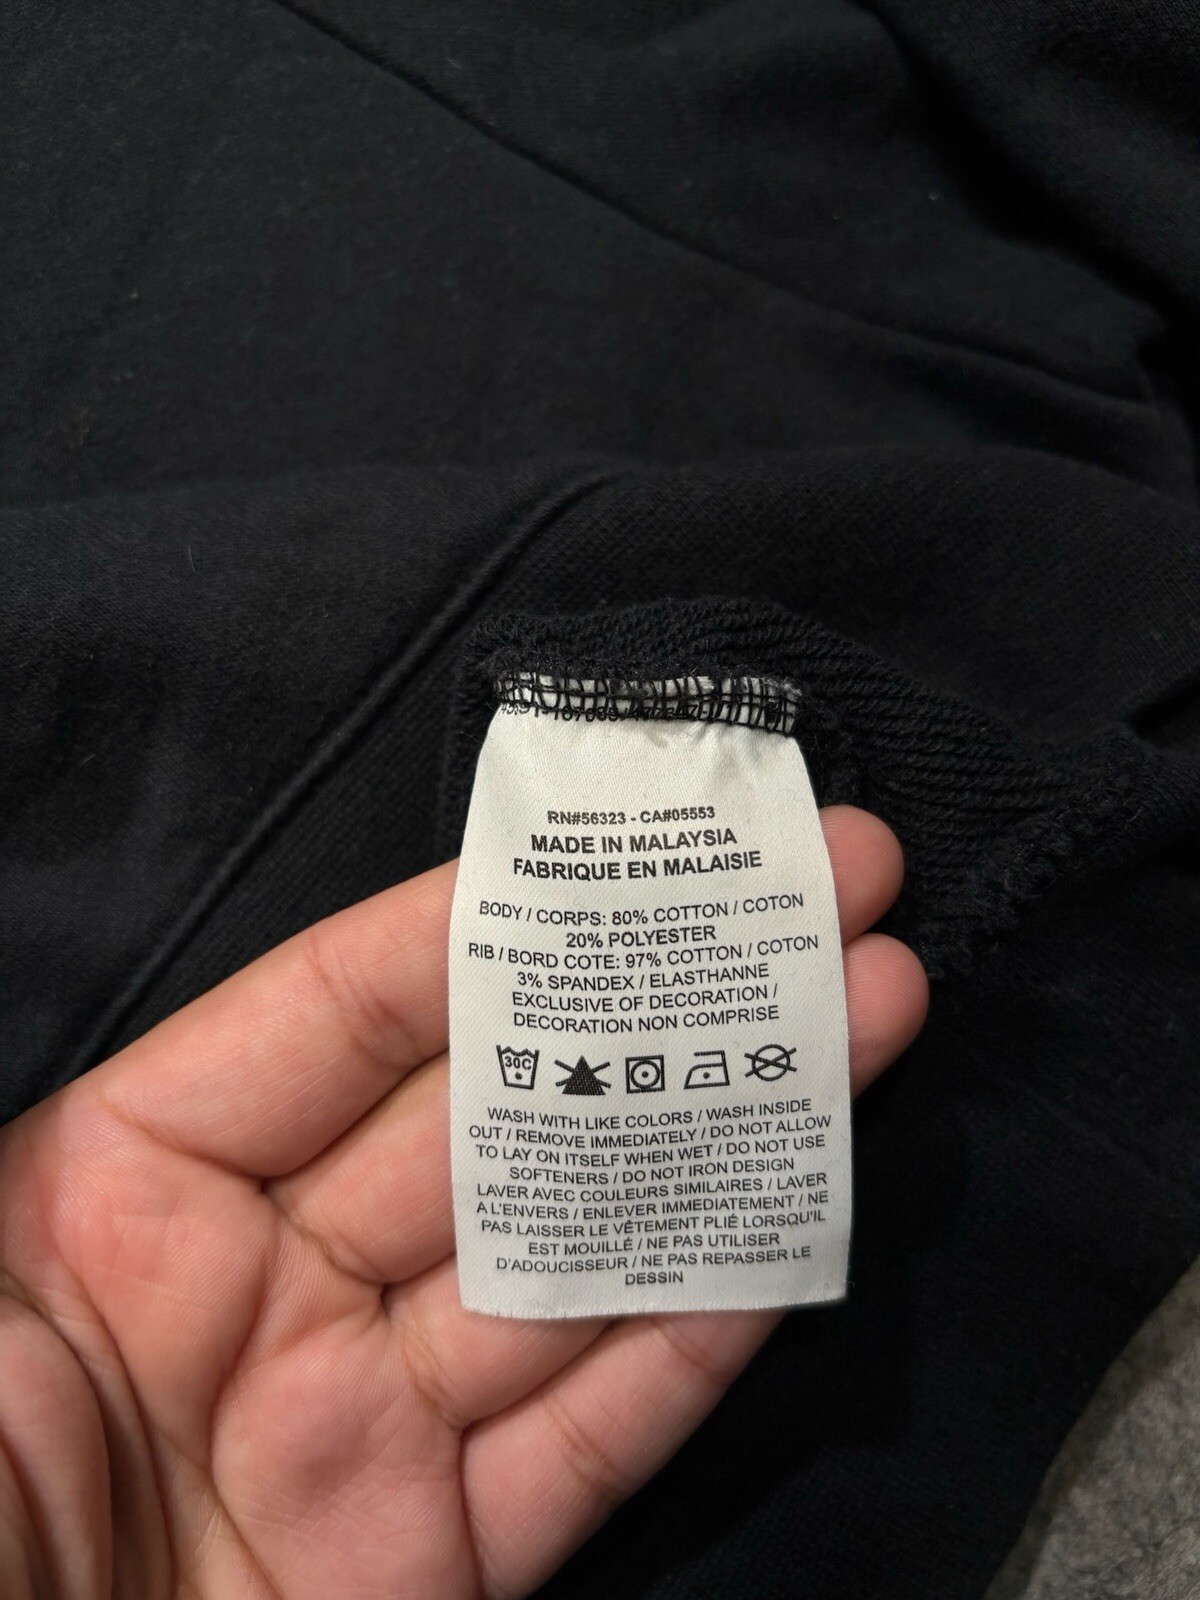 RN#56323 - CA#05553
MADE IN MALAYSIA
FABRIQUE EN MALAISIE
BODY / CORPS: 80% COTTON / COTON
20% POLYESTER
RIB / BORD COTE: 97% COTTON / COTON
3% SPANDEX / ELASTHANNE
EXCLUSIVE OF DECORATION /
DECORATION NON COMPRISE
30C
WASH WITH LIKE COLORS / WASH INSIDE
OUT / REMOVE IMMEDIATELY / DO NOT ALLOW
TO LAY ON ITSELF WHEN WET / DO NOT USE
SOFTENERS / DO NOT IRON DESIGN
LAVER AVEC COULEURS SIMILAIRES / LAVER
A L'ENVERS / ENLEVER IMMEDIATEMENT / NE
PAS LAISSER LE VÊTEMENT PLIÉ LORSQU'IL
EST MOUILLÉ / NE PAS UTILISER
D'ADOUCISSEUR / NE PAS REPASSER LE
DESSIN